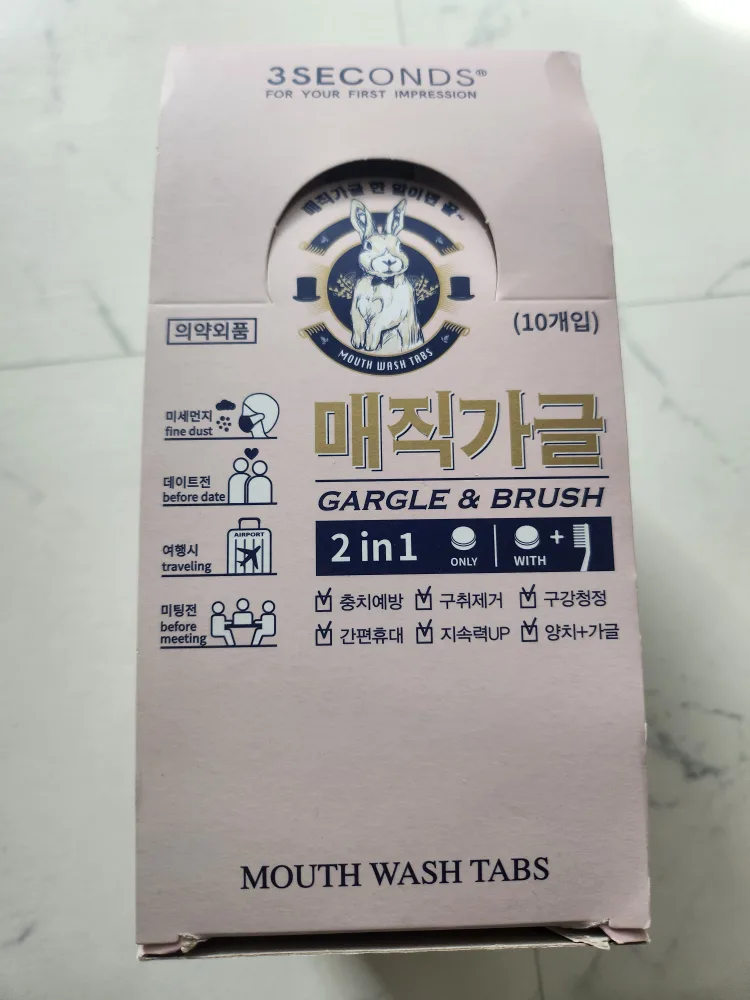 3SECONDS®
FOR YOUR FIRST IMPRESSION
매직가글 한 알이면 끝~
MOUTH WASH TABS
의약외품
(10개입)
미세먼지
fine dust
데이트전
before date
여행시
AIRPORT
traveling
미팅전
before
meeting
매직가글
GARGLE & BRUSH
2 in 1
ONLY
+
WITH
충치예방 구취제거 구강청정
간편휴대 지속력UP 양치+가글
MOUTH WASH TABS